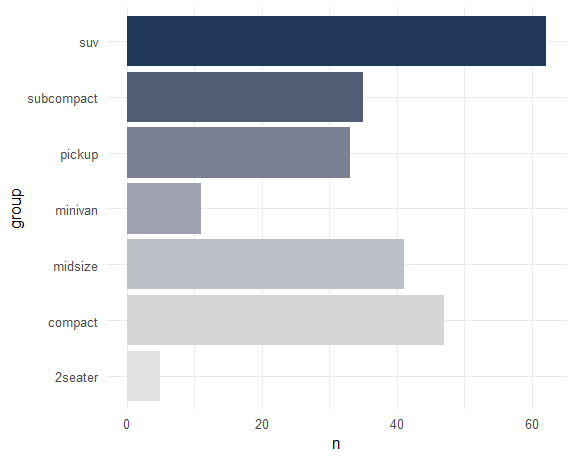 suv
subcompact
pickup
minivan
midsize
compact
2seater
group
0 20 40 60
n